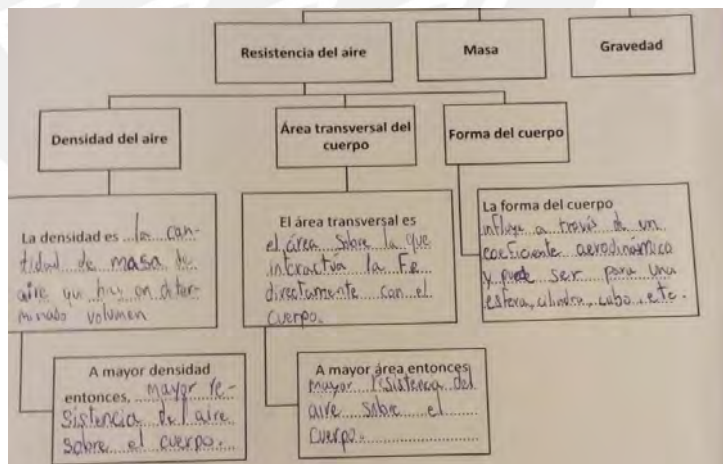 Resistencia del aire
Masa
Gravedad
Densidad del aire
Área transversal del
cuerpo
Forma del cuerpo
La densidad es la can-
tidad de masa de
aire que hay en deter-
minado volumen
El área transversal es
el área sobre la que
interactúa la FR
directamente con el
cuerpo.
La forma del cuerpo
influye a través de un
coeficiente aerodinámico
y puede ser para una
esfera, cilindro, cubo, etc.
A mayor densidad
entonces, mayor re-
sistencia del aire
sobre el cuerpo.
A mayor área entonces
mayor resistencia del
aire sobre el
cuerpo.